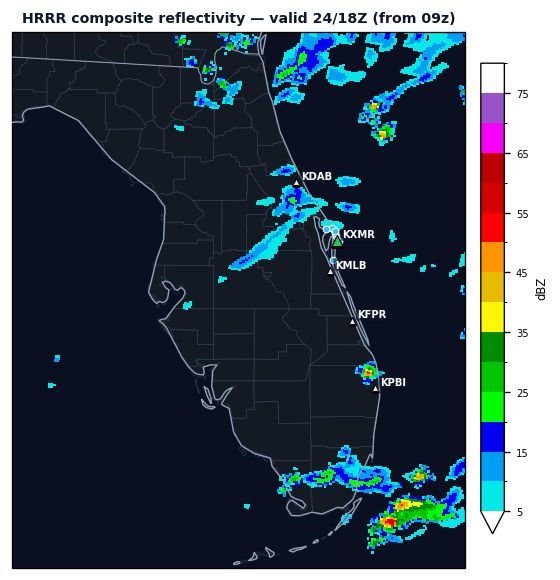 HRRR composite reflectivity — valid 24/18Z (from 09z)
KDAB
KXMR
KMLB
KFPR
KPBI
75
65
55
45
35
25
15
5
dBZ